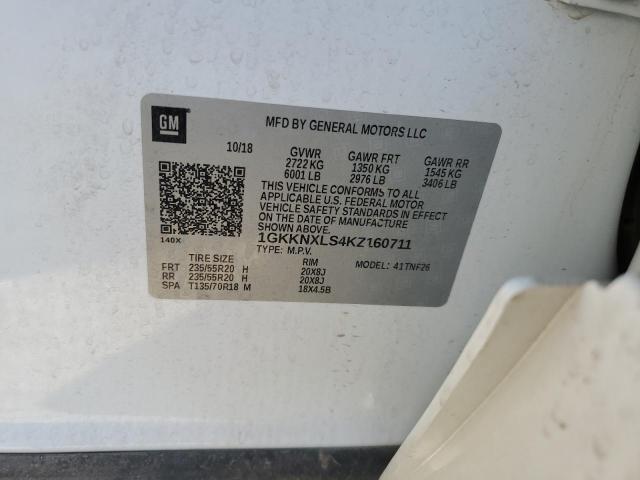 GM
MFD BY GENERAL MOTORS LLC
10/18 GVWR GAWR FRT GAWR RR
2722 KG 1350 KG 1545 KG
6001 LB 2976 LB 3406 LB
THIS VEHICLE CONFORMS TO ALL
APPLICABLE U.S. FEDERAL MOTOR
VEHICLE SAFETY STANDARDS IN EFFECT
ON THE DATE OF MANUFACTURE
SHOWN ABOVE.
140X 1GKKNXLS4KZ160711
TYPE: M.P.V. MODEL: 41TNF26
TIRE SIZE RIM
FRT 235/55R20 H 20X8J
RR 235/55R20 H 20X8J
SPA T135/70R18 M 18X4.5B